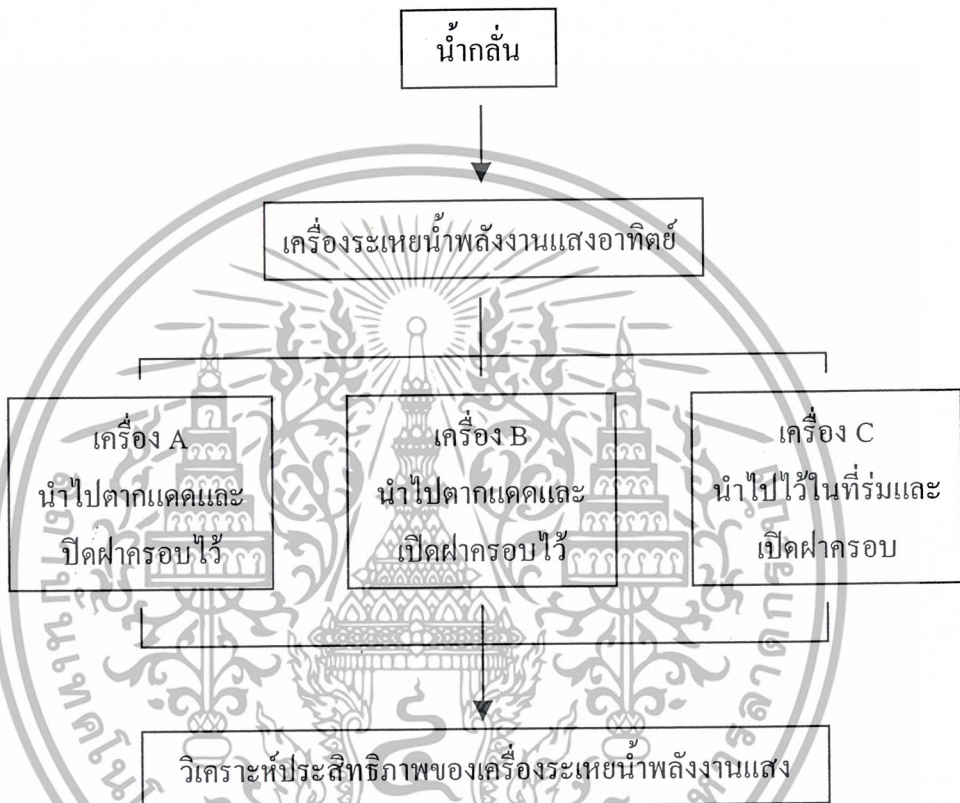 น้ำกลั่น
เครื่องระเหยน้ำพลังงานแสงอาทิตย์
เครื่อง A
นำไปตากแดดและ
ปิดฝาครอบไว้
เครื่อง B
นำไปตากแดดและ
เปิดฝาครอบไว้
เครื่อง C
นำไปไว้ในที่ร่มและ
เปิดฝาครอบ
วิเคราะห์ประสิทธิภาพของเครื่องระเหยน้ำพลังงานแสง